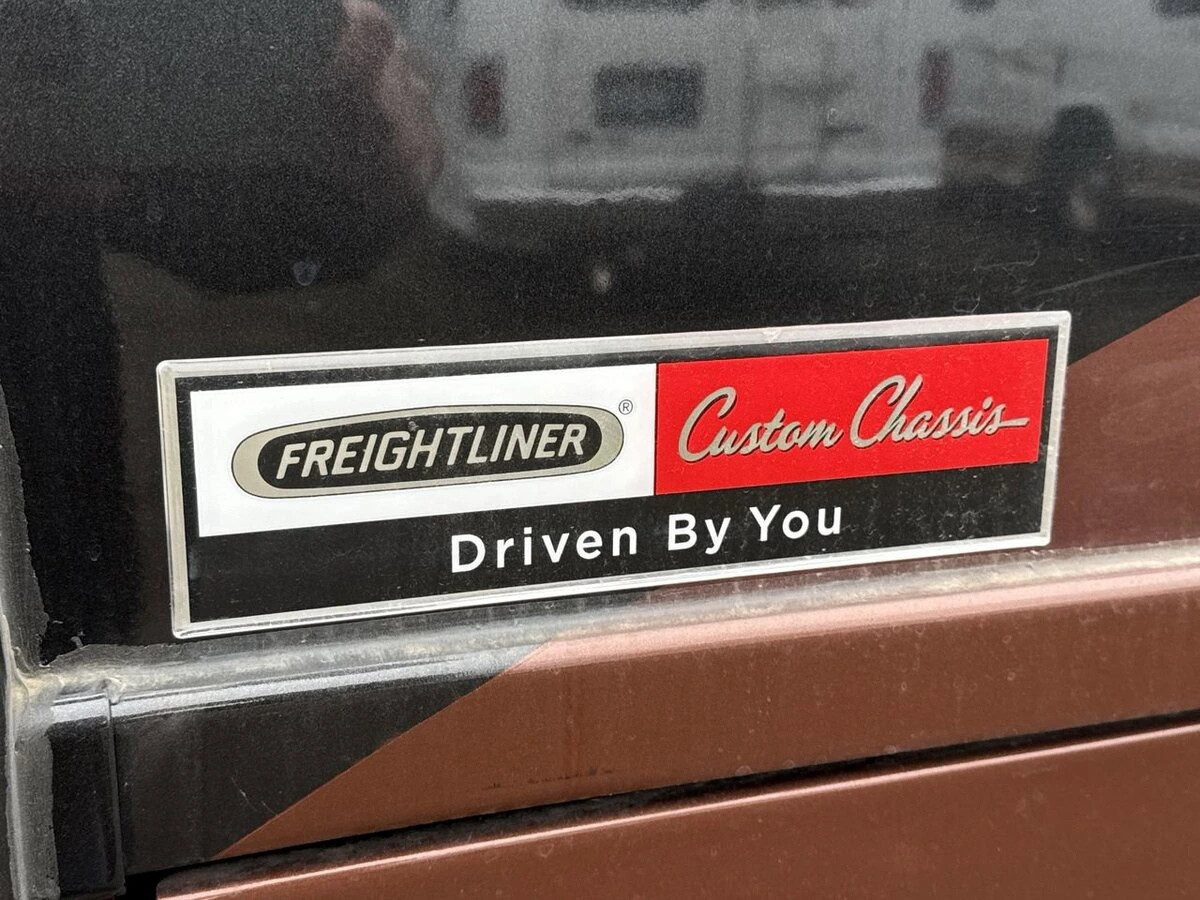 FREIGHTLINER® Custom Chassis
Driven By You